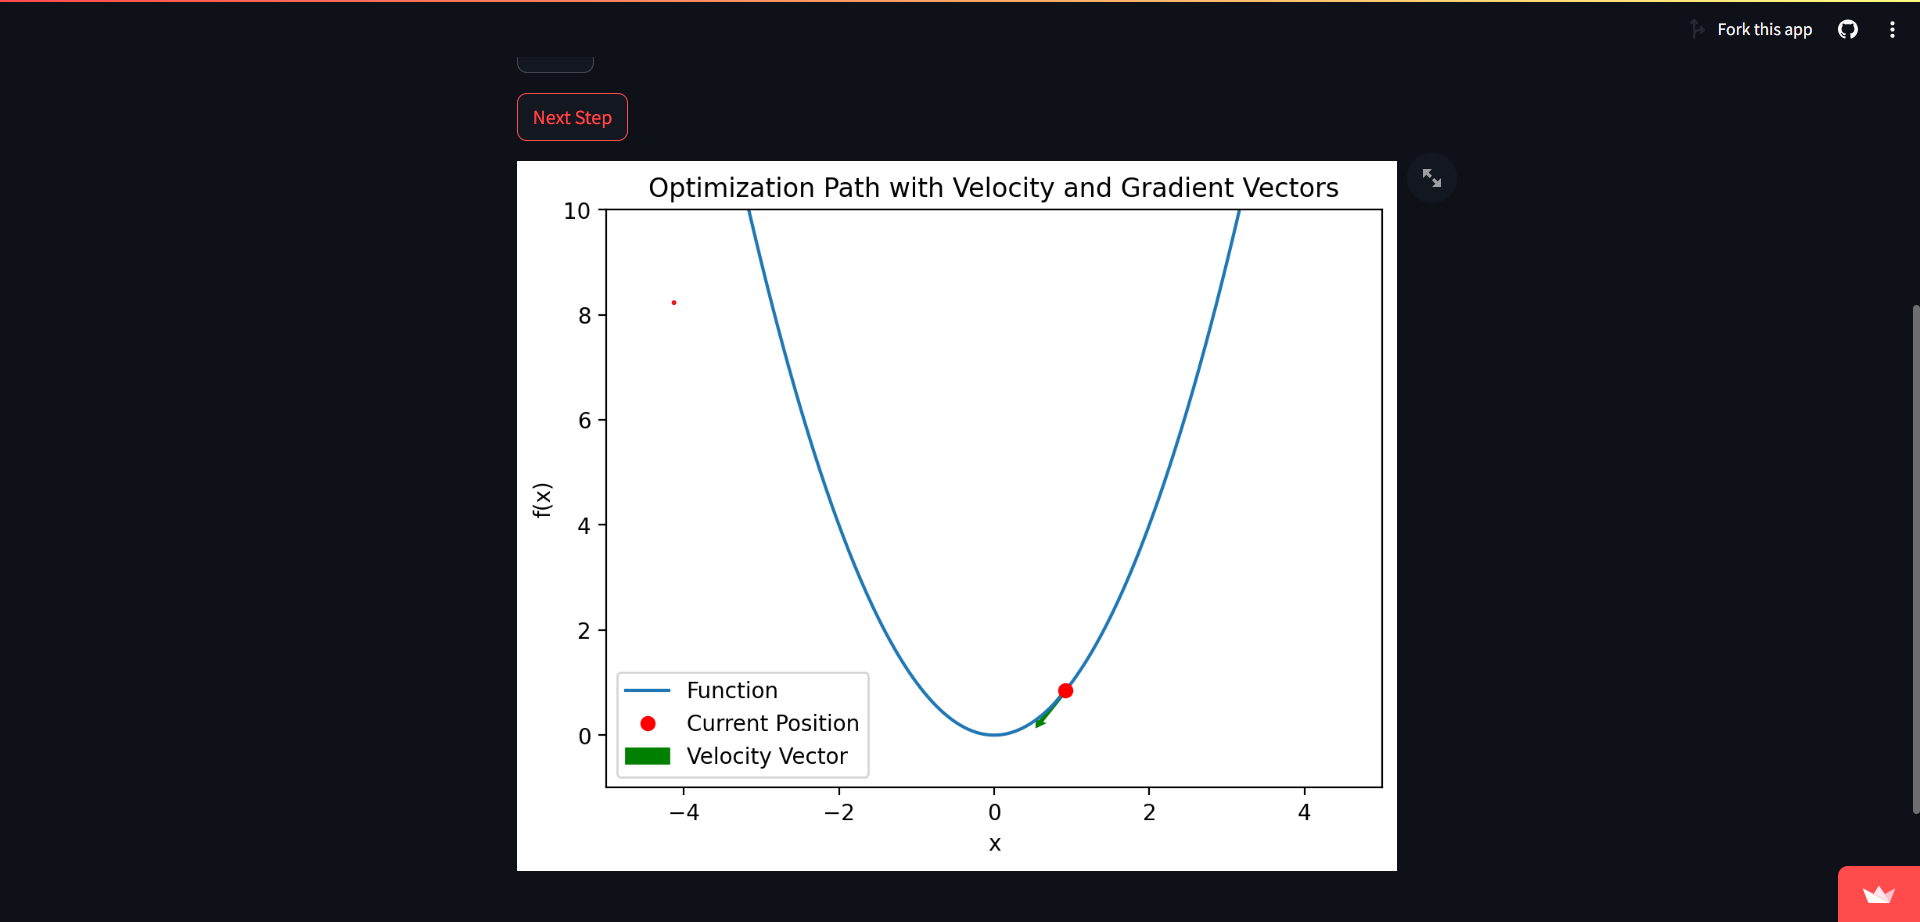 Fork this app
Next Step
Optimization Path with Velocity and Gradient Vectors
10
8
6
4
2
0
f(x)
Function
Current Position
Velocity Vector
−4 −2 0 2 4
x